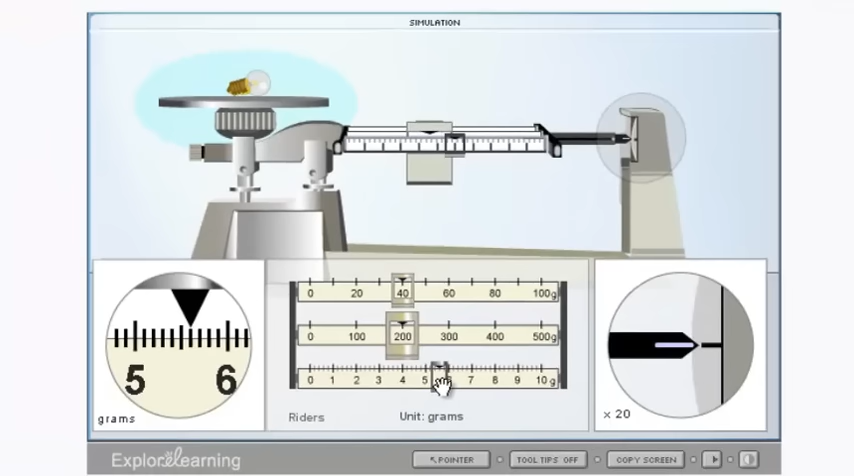 SIMULATION
0 20 40 60 80 100g
0 100 200 300 400 500g
0 1 2 3 4 5 7 8 9 10 g
5 6
grams
Riders
Unit: grams
x 20
ExploreLearning
POINTER
TOOL TIPS OFF
COPY SCREEN